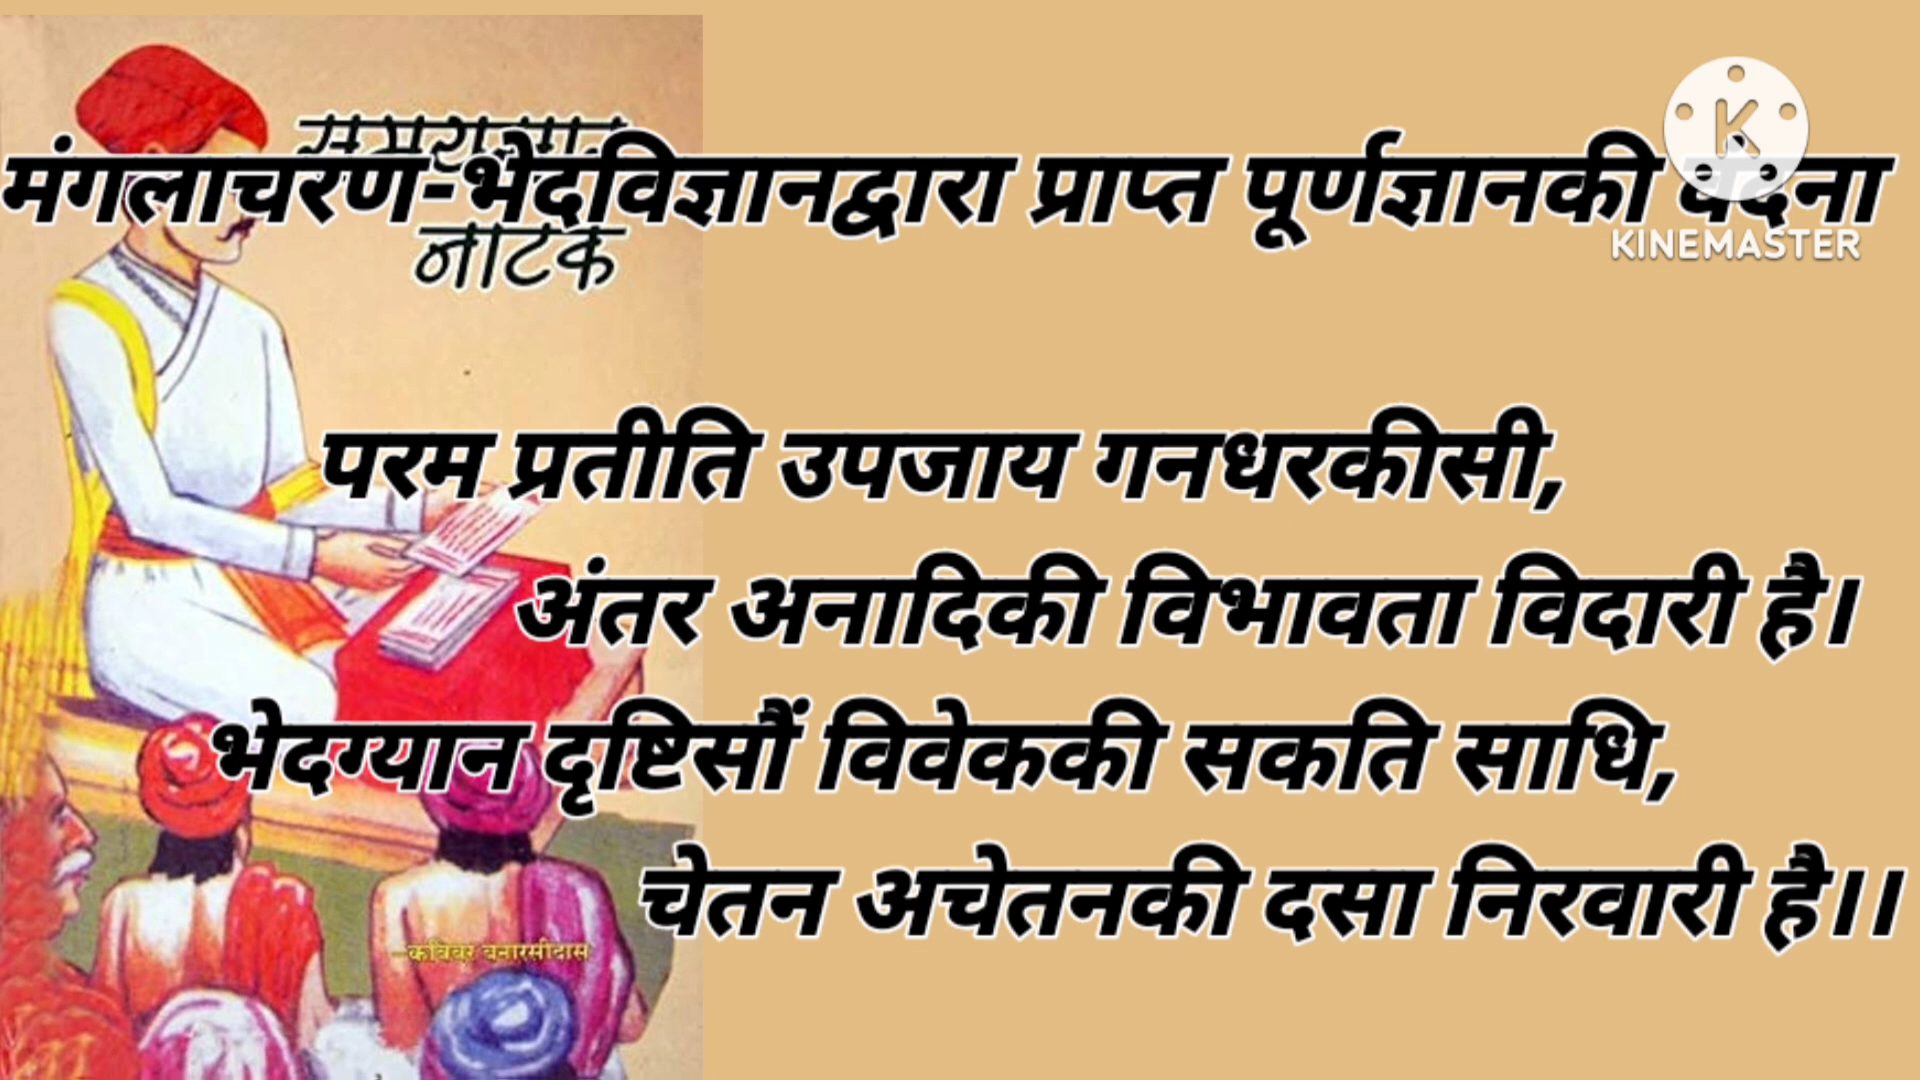 समयसार
मंगलाचरण-भेदविज्ञानद्वारा प्राप्त पूर्णज्ञानकी वंदना
नाटक
KINEMASTER
परम प्रतीति उपजाय गनधरकीसी,
अंतर अनादिकी विभावता विदारी है।
भेदग्यान दृष्टिसौं विवेककी सकति साधि,
चेतन अचेतनकी दसा निरवारी है।।
-कविवर बनारसीदास